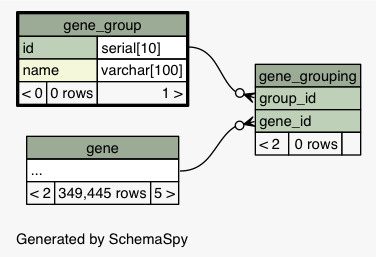 gene_group
id serial[10]
name varchar[100]
< 0 0 rows 1 >
gene_grouping
group_id
gene_id
< 2 0 rows
gene
...
< 2 349,445 rows 5 >
Generated by SchemaSpy